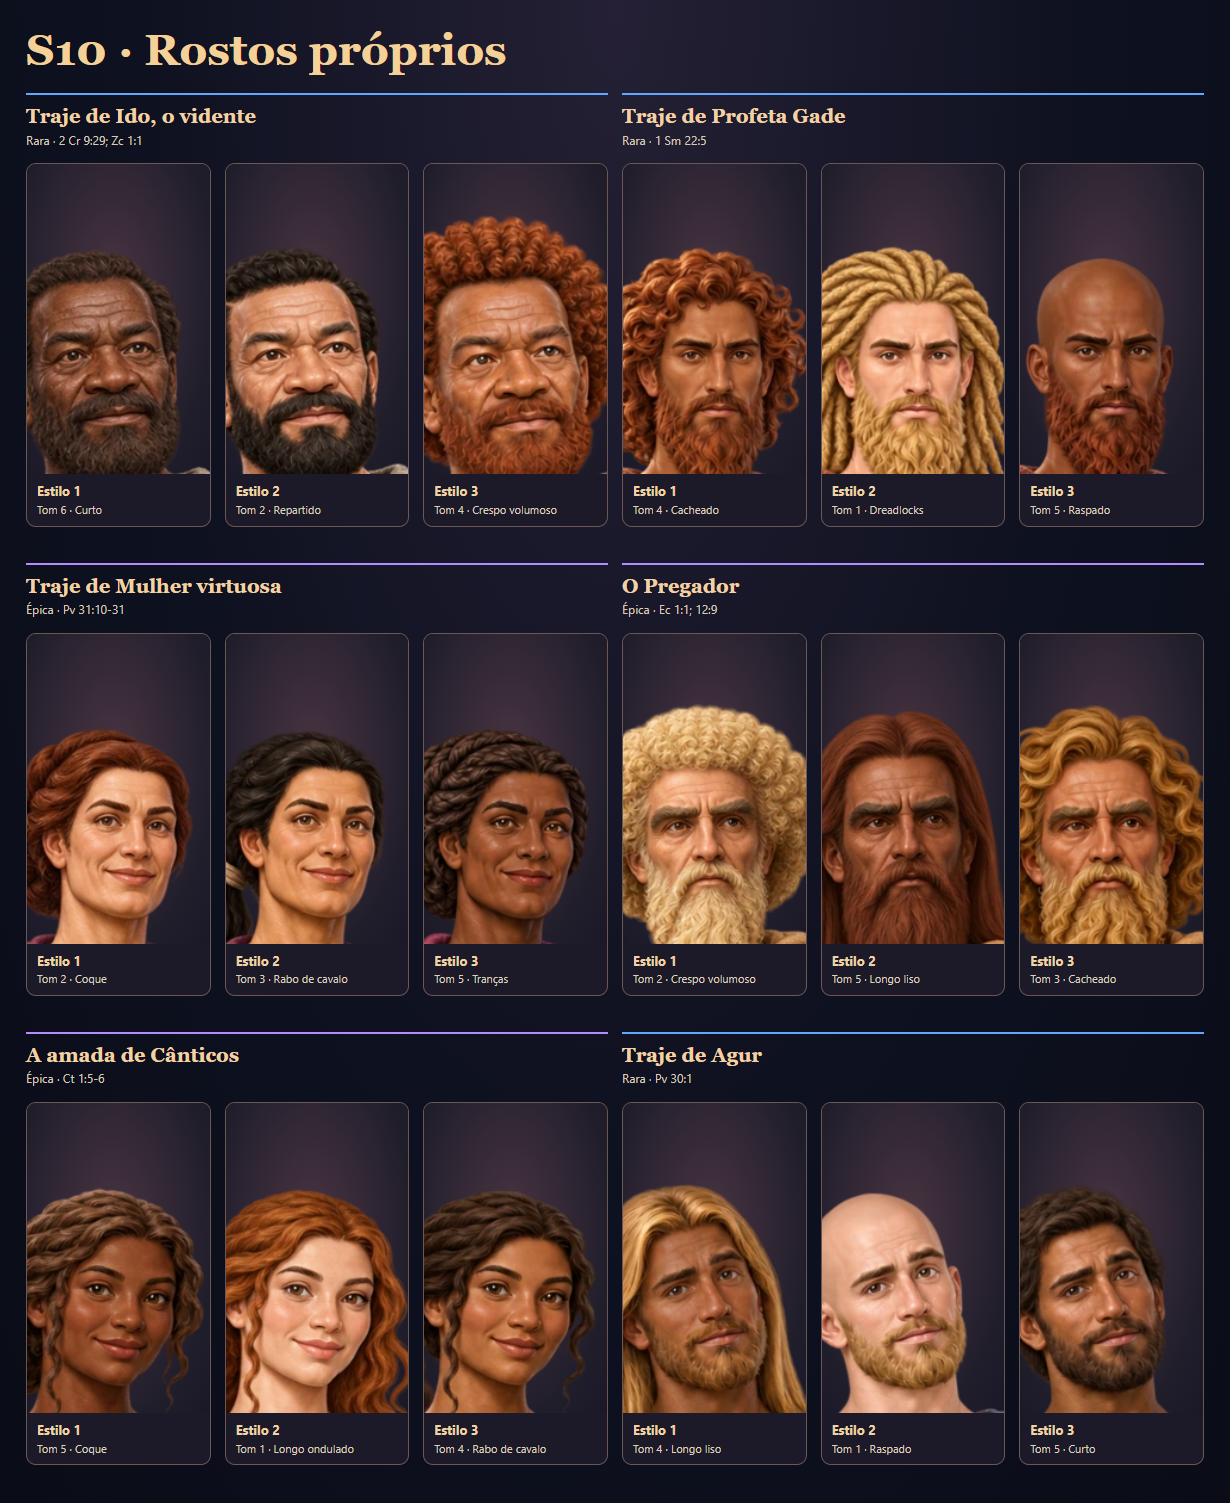 S10 · Rostos próprios
Traje de Ido, o vidente
Rara · 2 Cr 9:29; Zc 1:1
Estilo 1
Tom 6 · Curto
Estilo 2
Tom 2 · Repartido
Estilo 3
Tom 4 · Crespo volumoso
Traje de Profeta Gade
Rara · 1 Sm 22:5
Estilo 1
Tom 4 · Cacheado
Estilo 2
Tom 1 · Dreadlocks
Estilo 3
Tom 5 · Raspado
Traje de Mulher virtuosa
Épica · Pv 31:10-31
Estilo 1
Tom 2 · Coque
Estilo 2
Tom 3 · Rabo de cavalo
Estilo 3
Tom 5 · Tranças
O Pregador
Épica · Ec 1:1; 12:9
Estilo 1
Tom 2 · Crespo volumoso
Estilo 2
Tom 5 · Longo liso
Estilo 3
Tom 3 · Cacheado
A amada de Cânticos
Épica · Ct 1:5-6
Estilo 1
Tom 5 · Coque
Estilo 2
Tom 1 · Longo ondulado
Estilo 3
Tom 4 · Rabo de cavalo
Traje de Agur
Rara · Pv 30:1
Estilo 1
Tom 4 · Longo liso
Estilo 2
Tom 1 · Raspado
Estilo 3
Tom 5 · Curto